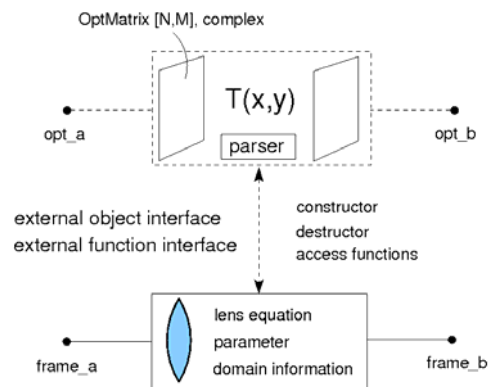 OptMatrix [N,M], complex
T(x,y)
parser
opt_a
opt_b
external object interface
external function interface
constructor
destructor
access functions
lens equation
parameter
domain information
frame_a
frame_b